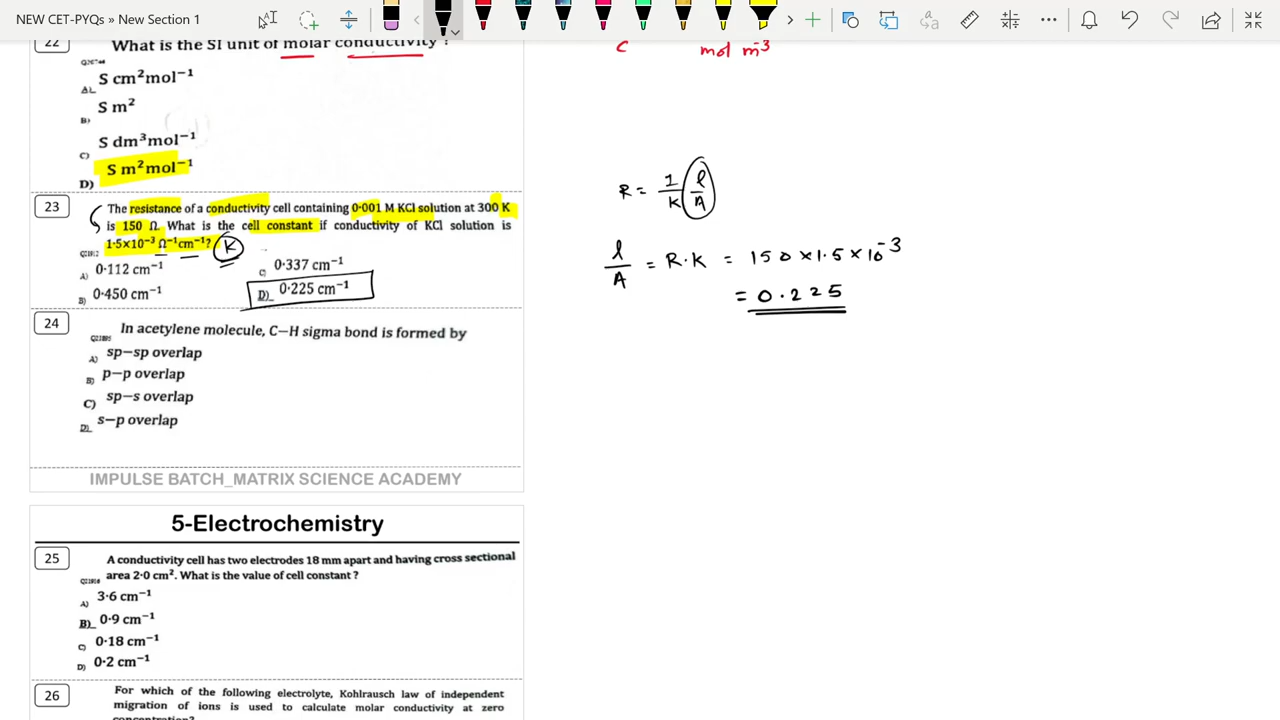 NEW CET-PYQs » New Section 1
22
What is the SI unit of molar conductivity ?
C
mol m⁻³
S cm²mol⁻¹
S m²
B)
S dm³mol⁻¹
C)
S m²mol⁻¹
D)
23
The resistance of a conductivity cell containing 0·001 M KCl solution at 300 K
is 150 Ω. What is the cell constant if conductivity of KCl solution is
1·5×10⁻³ Ω⁻¹cm⁻¹? K
A) 0·112 cm⁻¹
C) 0·337 cm⁻¹
B) 0·450 cm⁻¹
D) 0·225 cm⁻¹
R = 1/K (l/A)
l/A = R·K = 150 × 1.5 × 10⁻³
= 0.225
24
In acetylene molecule, C−H sigma bond is formed by
A) sp−sp overlap
B) p−p overlap
C) sp−s overlap
D) s−p overlap
IMPULSE BATCH_MATRIX SCIENCE ACADEMY
5-Electrochemistry
25
A conductivity cell has two electrodes 18 mm apart and having cross sectional
area 2·0 cm². What is the value of cell constant ?
A) 3·6 cm⁻¹
B) 0·9 cm⁻¹
C) 0·18 cm⁻¹
D) 0·2 cm⁻¹
26
For which of the following electrolyte, Kohlrausch law of independent
migration of ions is used to calculate molar conductivity at zero
concentration?